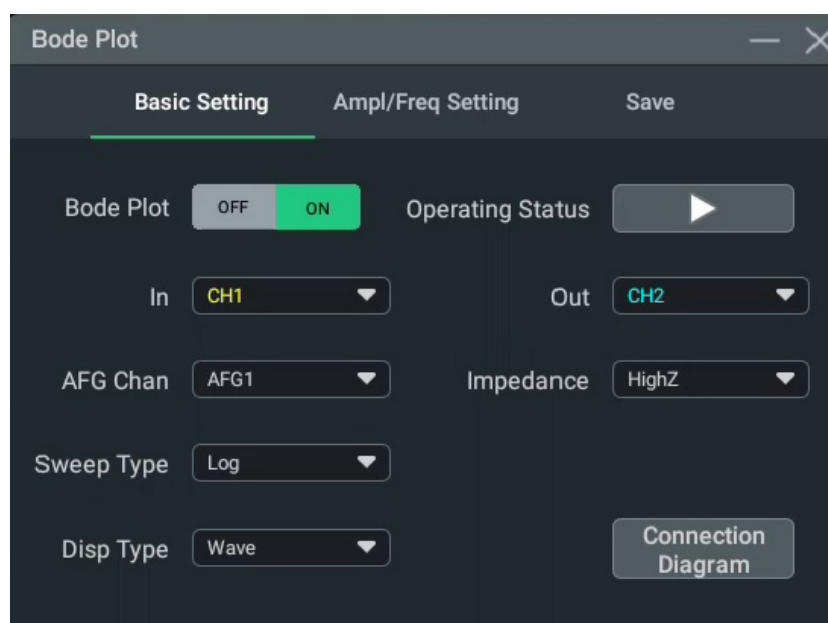 Bode Plot
Basic Setting Ampl/Freq Setting Save
Bode Plot OFF ON Operating Status
In CH1 Out CH2
AFG Chan AFG1 Impedance HighZ
Sweep Type Log
Disp Type Wave Connection
Diagram